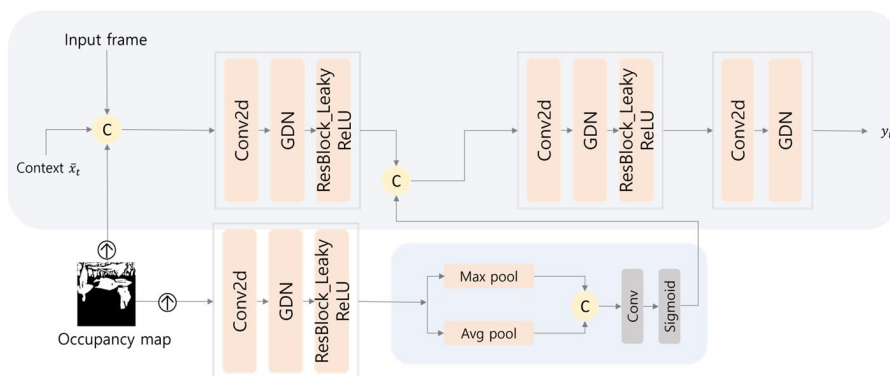 Input frame
Context x̃ₜ
C
Conv2d
GDN
ResBlock_Leaky
ReLU
C
Conv2d
GDN
ResBlock_Leaky
ReLU
Conv2d
GDN
Occupancy map
Conv2d
GDN
ResBlock_Leaky
ReLU
Max pool
Avg pool
C
Conv
Sigmoid